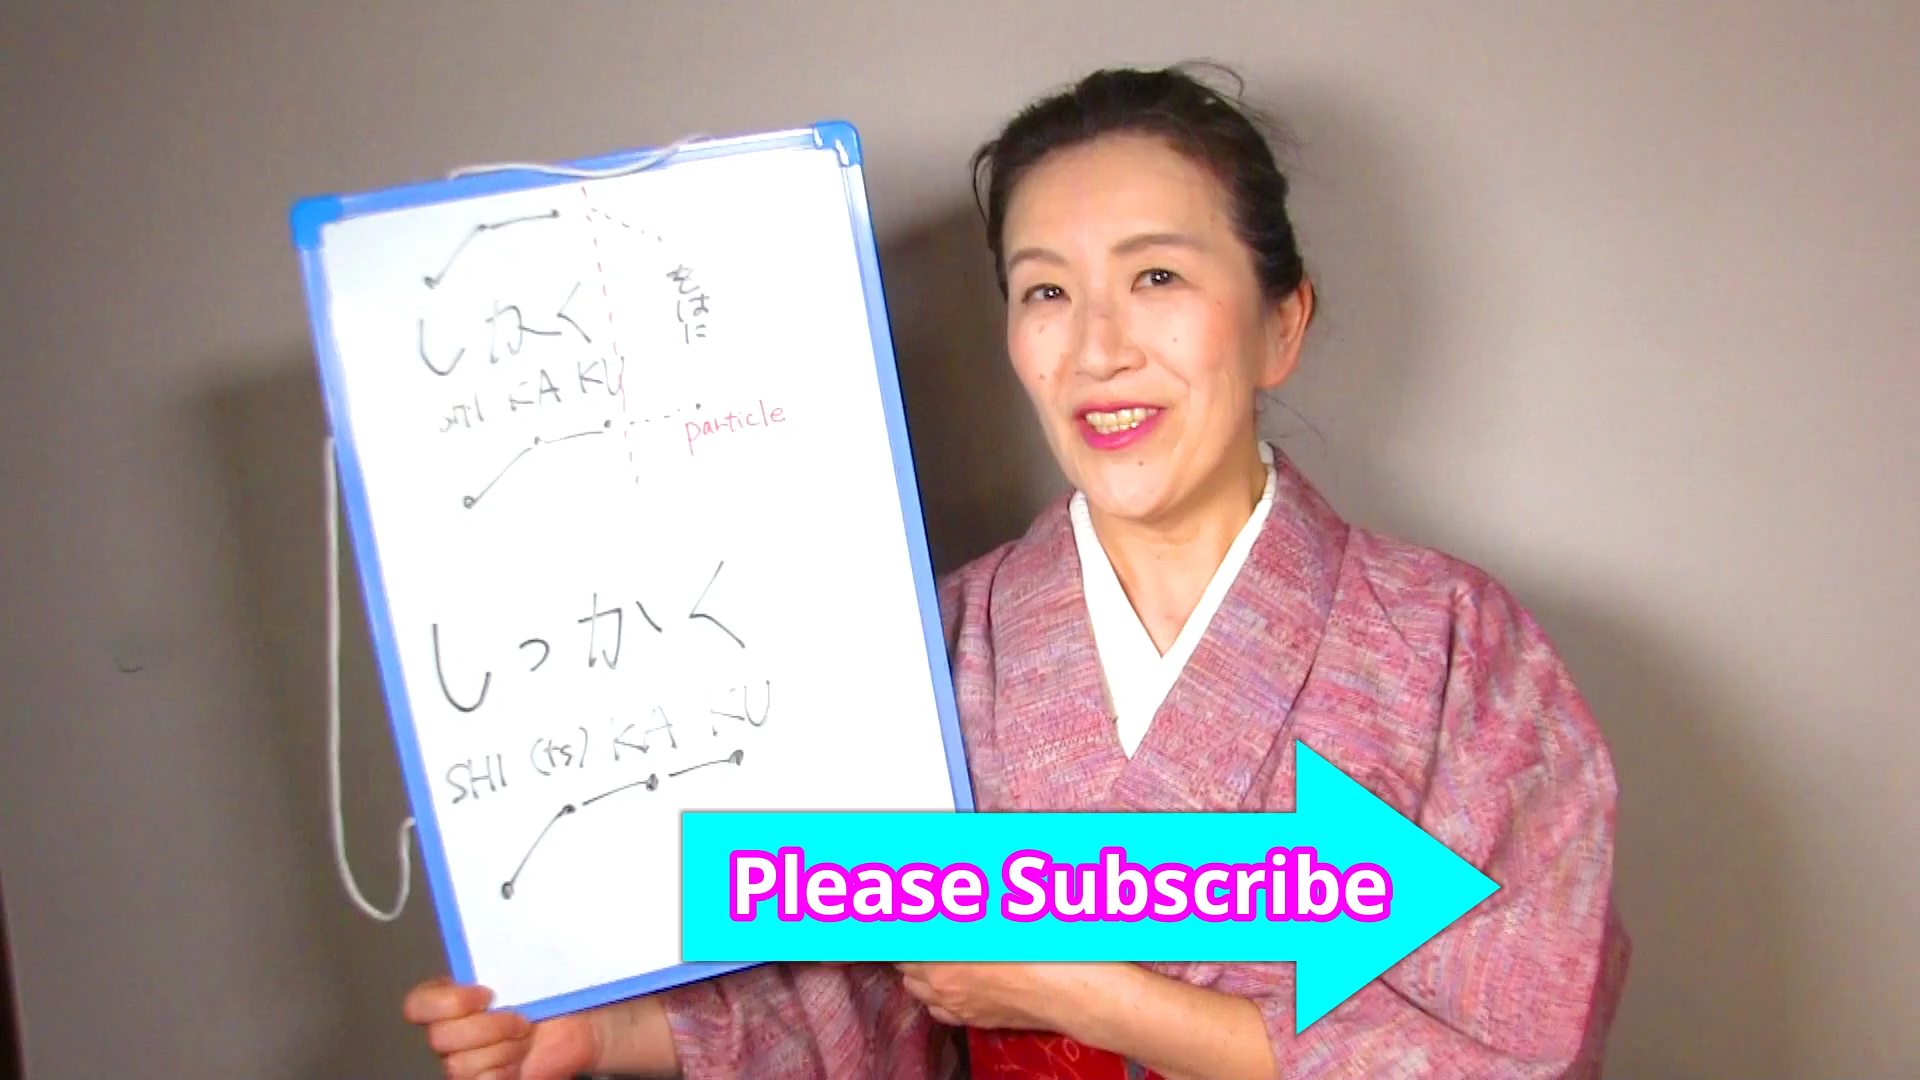 しかく
をはに
SHI KA KU
particle
しっかく
SHI (ts) KA KU
Please Subscribe